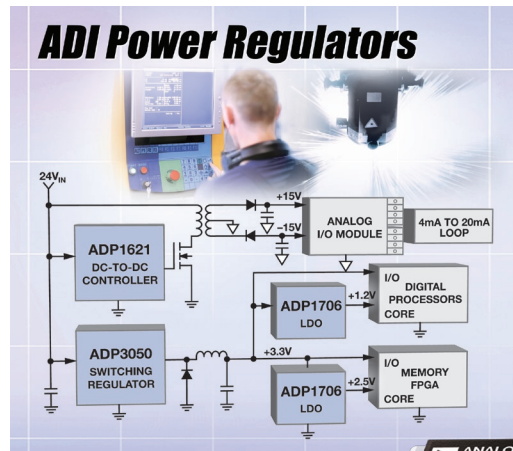 ADI Power Regulators
24VIN
+15V
-15V
ANALOG
I/O MODULE
4mA TO 20mA
LOOP
ADP1621
DC-TO-DC
CONTROLLER
I/O
DIGITAL
PROCESSORS
CORE
ADP1706
LDO
+1.2V
ADP3050
SWITCHING
REGULATOR
+3.3V
I/O
MEMORY
FPGA
CORE
ADP1706
LDO
+2.5V